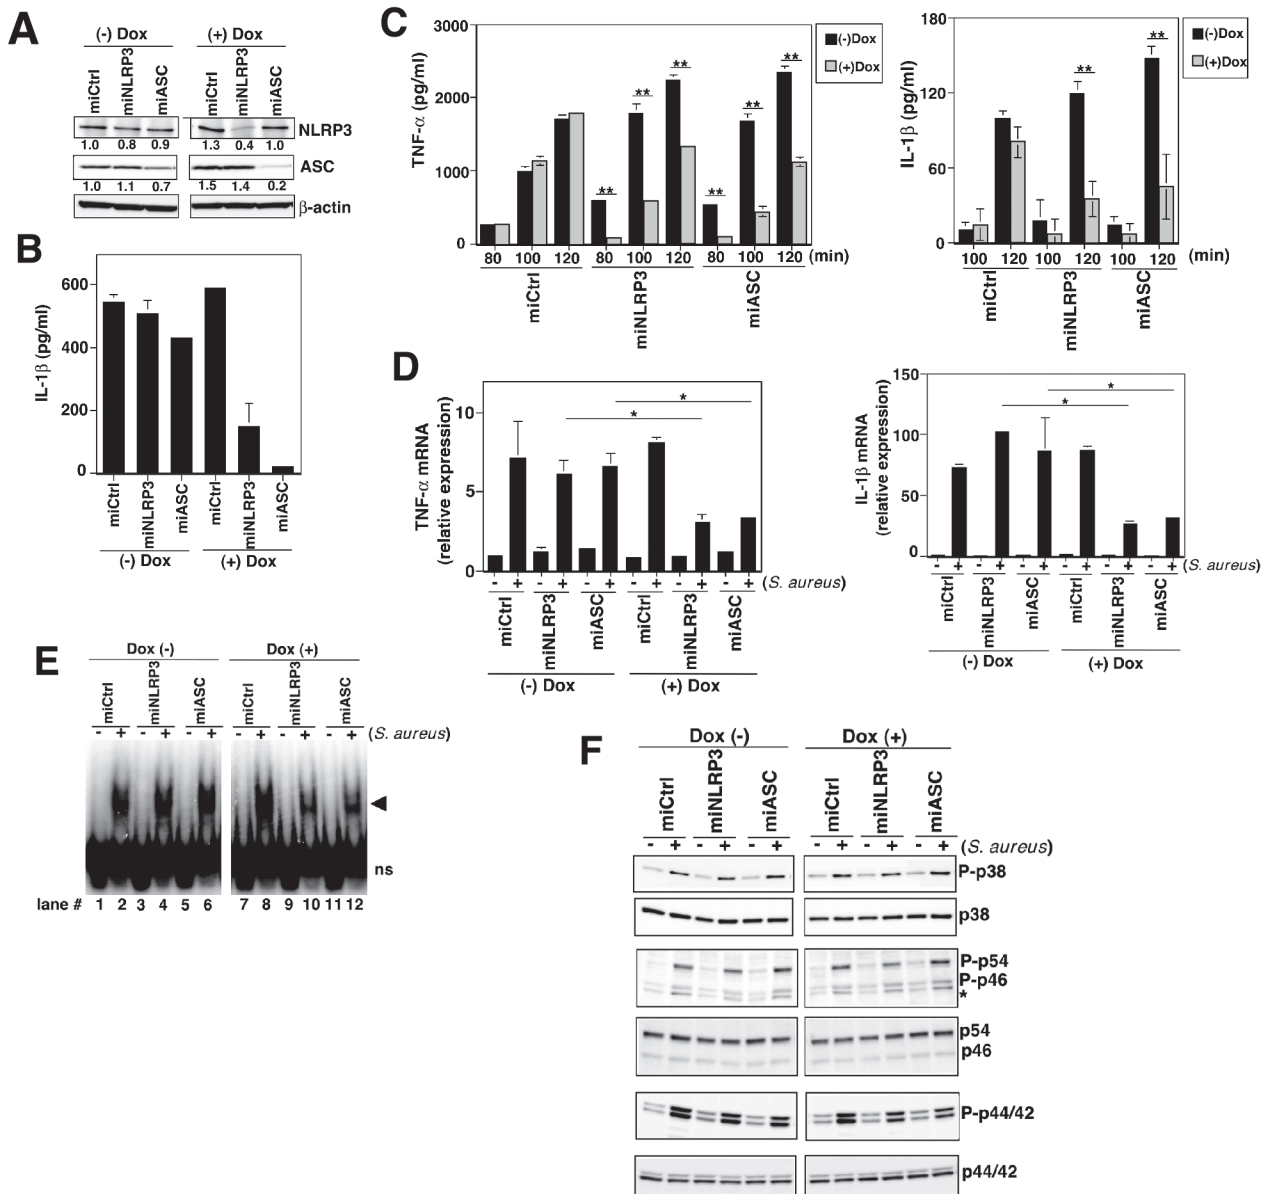 A
(-) Dox
(+) Dox
miCtrl
miNLRP3
miASC
miCtrl
miNLRP3
miASC
NLRP3
1.0 0.8 0.9 1.3 0.4 1.0
ASC
1.0 1.1 0.7 1.5 1.4 0.2
β-actin
B
IL-1β (pg/ml)
600
400
200
0
miCtrl
miNLRP3
miASC
miCtrl
miNLRP3
miASC
(-) Dox
(+) Dox
C
TNF-α (pg/ml)
3000
2000
1000
0
** ** ** ** ** **
(-)Dox
(+)Dox
80 100 120 80 100 120 80 100 120 (min)
miCtrl
miNLRP3
miASC
IL-1β (pg/ml)
180
120
60
0
** **
(-)Dox
(+)Dox
100 120 100 120 100 120 (min)
miCtrl
miNLRP3
miASC
D
TNF-α mRNA
(relative expression)
10
5
0
*
*
- + - + - + - + - + - + (S. aureus)
miCtrl
miNLRP3
miASC
miCtrl
miNLRP3
miASC
(-) Dox
(+) Dox
IL-1β mRNA
(relative expression)
150
100
50
0
*
*
- + - + - + - + - + - + (S. aureus)
miCtrl
miNLRP3
miASC
miCtrl
miNLRP3
miASC
(-) Dox
(+) Dox
E
Dox (-)
Dox (+)
miCtrl
miNLRP3
miASC
miCtrl
miNLRP3
miASC
- + - + - + - + - + - + (S. aureus)
ns
lane # 1 2 3 4 5 6 7 8 9 10 11 12
F
Dox (-)
Dox (+)
miCtrl
miNLRP3
miASC
miCtrl
miNLRP3
miASC
- + - + - + - + - + - + (S. aureus)
P-p38
p38
P-p54
P-p46
*
p54
p46
P-p44/42
p44/42